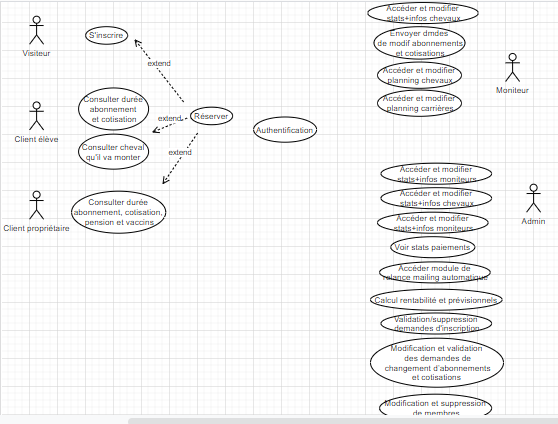 Visiteur
S'inscrire
extend
Client élève
Consulter durée
abonnement
et cotisation
extend
Réserver
Consulter cheval
qu'il va monter
extend
Authentification
Client propriétaire
Consulter durée
abonnement, cotisation,
pension et vaccins
Accéder et modifier
stats+infos chevaux
Envoyer dmdes
de modif abonnements
et cotisations
Accéder et modifier
planning chevaux
Accéder et modifier
planning carrières
Moniteur
Accéder et modifier
stats+infos moniteurs
Accéder et modifier
stats+infos chevaux
Accéder et modifier
stats+infos moniteurs
Admin
Voir stats paiements
Accéder module de
relance mailing automatique
Calcul rentabilité et prévisionnels
Validation/suppression
demandes d'inscription
Modification et validation
des demandes de
changement d'abonnements
et cotisations
Modification et suppression
de membres